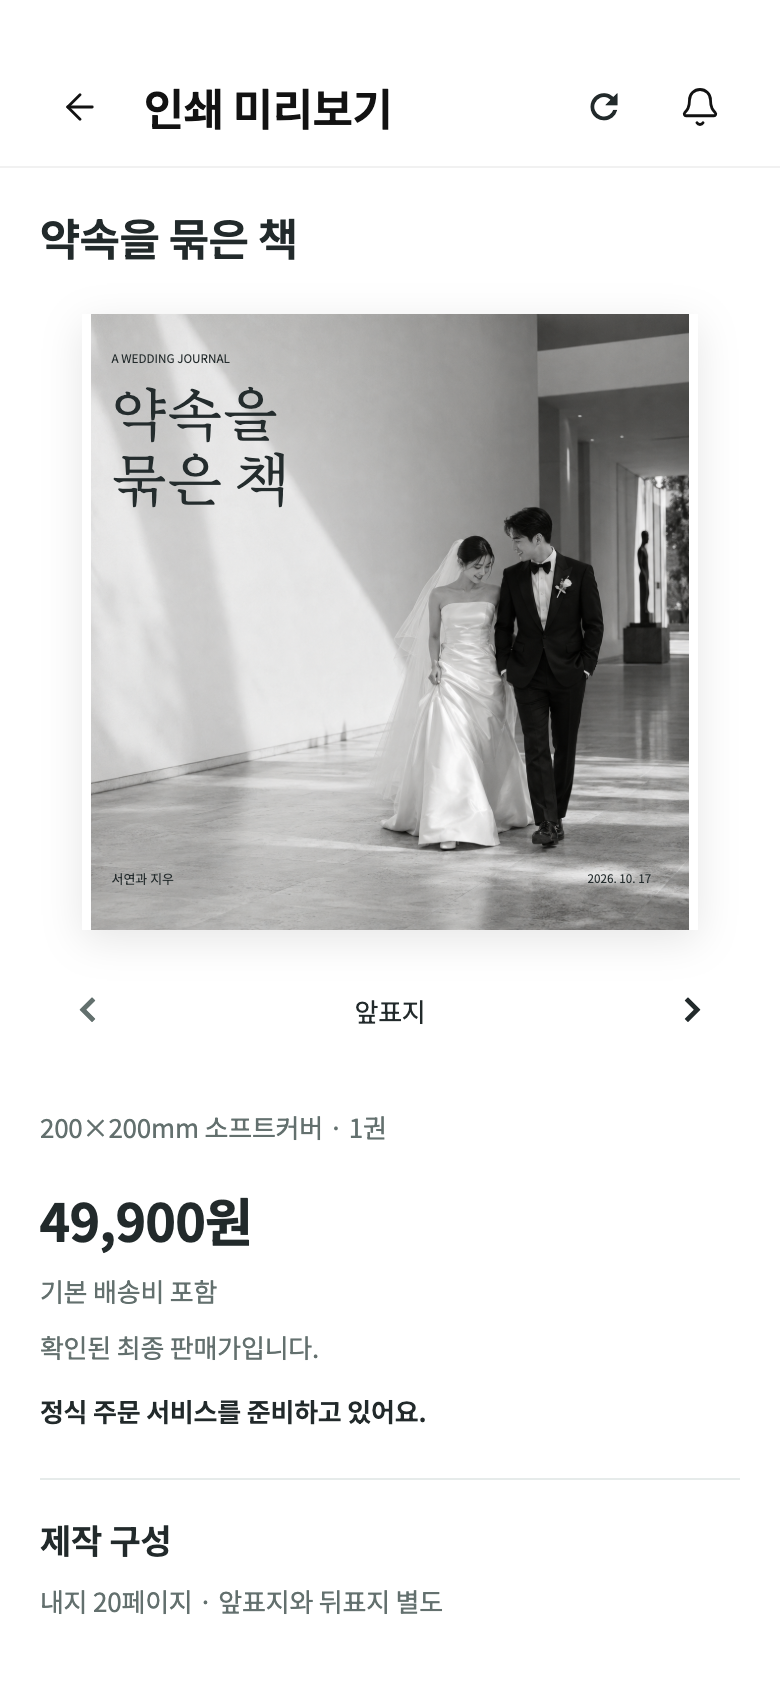 인쇄 미리보기
약속을 묶은 책
A WEDDING JOURNAL
약속을
묶은 책
서연과 지우
2026. 10. 17
앞표지
200×200mm 소프트커버 · 1권
49,900원
기본 배송비 포함
확인된 최종 판매가입니다.
정식 주문 서비스를 준비하고 있어요.
제작 구성
내지 20페이지 · 앞표지와 뒤표지 별도